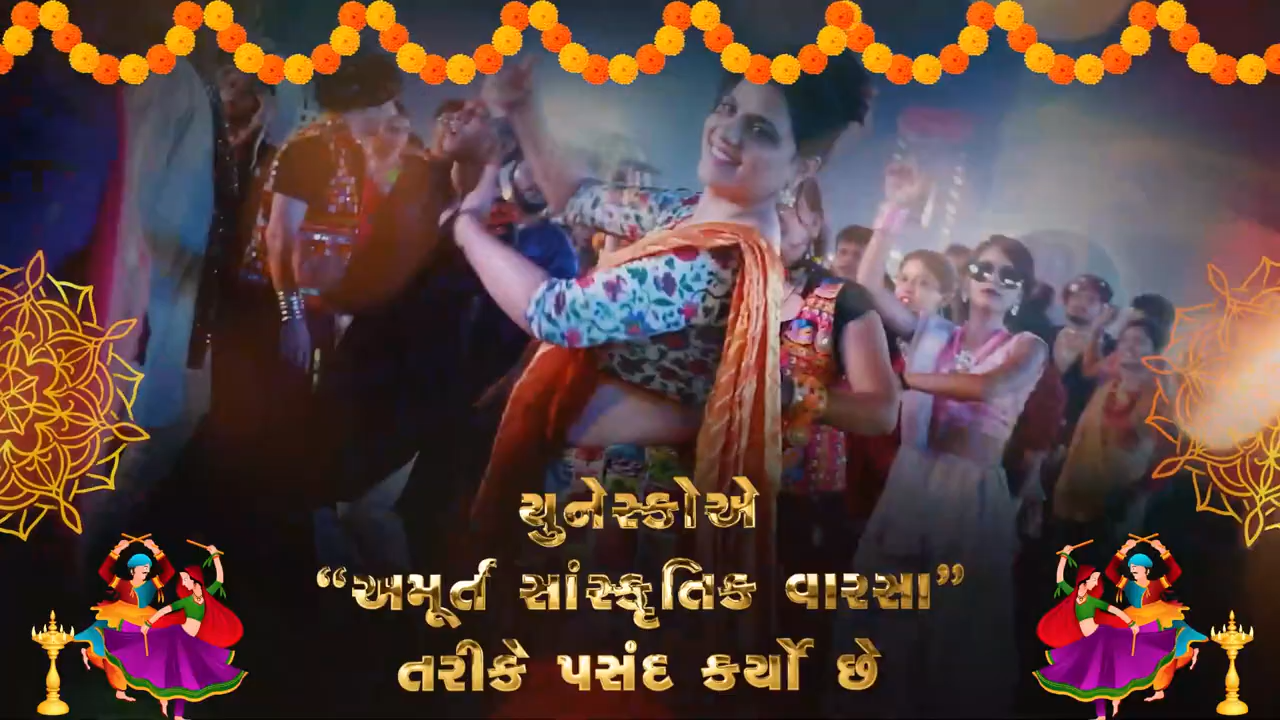 યુનેસ્કોએ
“અમૂર્ત સાંસ્કૃતિક વારસા”
તરીકે પસંદ કર્યો છે